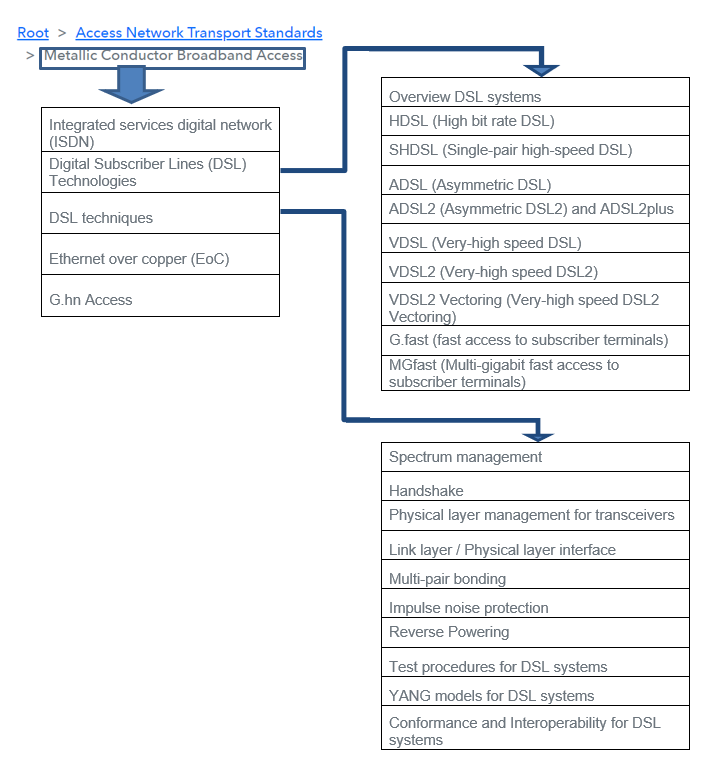 Root > Access Network Transport Standards
> Metallic Conductor Broadband Access
Integrated services digital network
(ISDN)
Digital Subscriber Lines (DSL)
Technologies
DSL techniques
Ethernet over copper (EoC)
G.hn Access
Overview DSL systems
HDSL (High bit rate DSL)
SHDSL (Single-pair high-speed DSL)
ADSL (Asymmetric DSL)
ADSL2 (Asymmetric DSL2) and ADSL2plus
VDSL (Very-high speed DSL)
VDSL2 (Very-high speed DSL2)
VDSL2 Vectoring (Very-high speed DSL2
Vectoring)
G.fast (fast access to subscriber terminals)
MGfast (Multi-gigabit fast access to
subscriber terminals)
Spectrum management
Handshake
Physical layer management for transceivers
Link layer / Physical layer interface
Multi-pair bonding
Impulse noise protection
Reverse Powering
Test procedures for DSL systems
YANG models for DSL systems
Conformance and Interoperability for DSL
systems